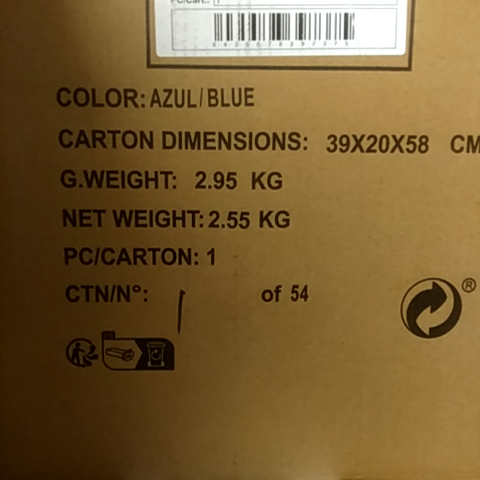 COLOR: AZUL/BLUE
CARTON DIMENSIONS: 39X20X58 CM
G.WEIGHT: 2.95 KG
NET WEIGHT: 2.55 KG
PC/CARTON: 1
CTN/Nº: 1 of 54
®